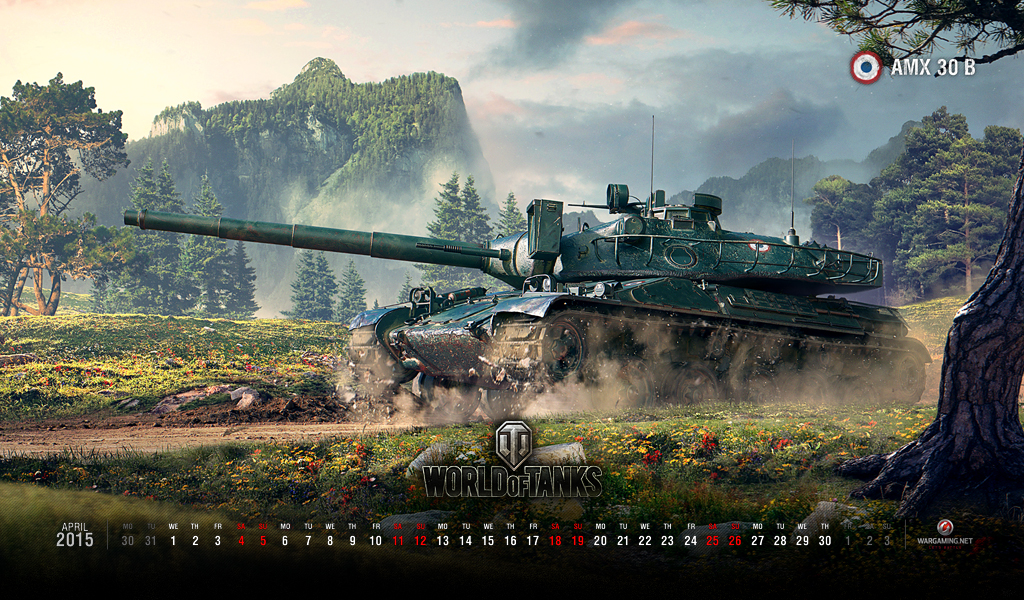 AMX 30 B
WORLD OF TANKS
APRIL
2015
MO TU WE TH FR SA SU MO TU WE TH FR SA SU MO TU WE TH FR SA SU MO TU WE TH FR SA SU MO TU WE TH FR SA SU
30 31 1 2 3 4 5 6 7 8 9 10 11 12 13 14 15 16 17 18 19 20 21 22 23 24 25 26 27 28 29 30 1 2 3
WARGAMING.NET